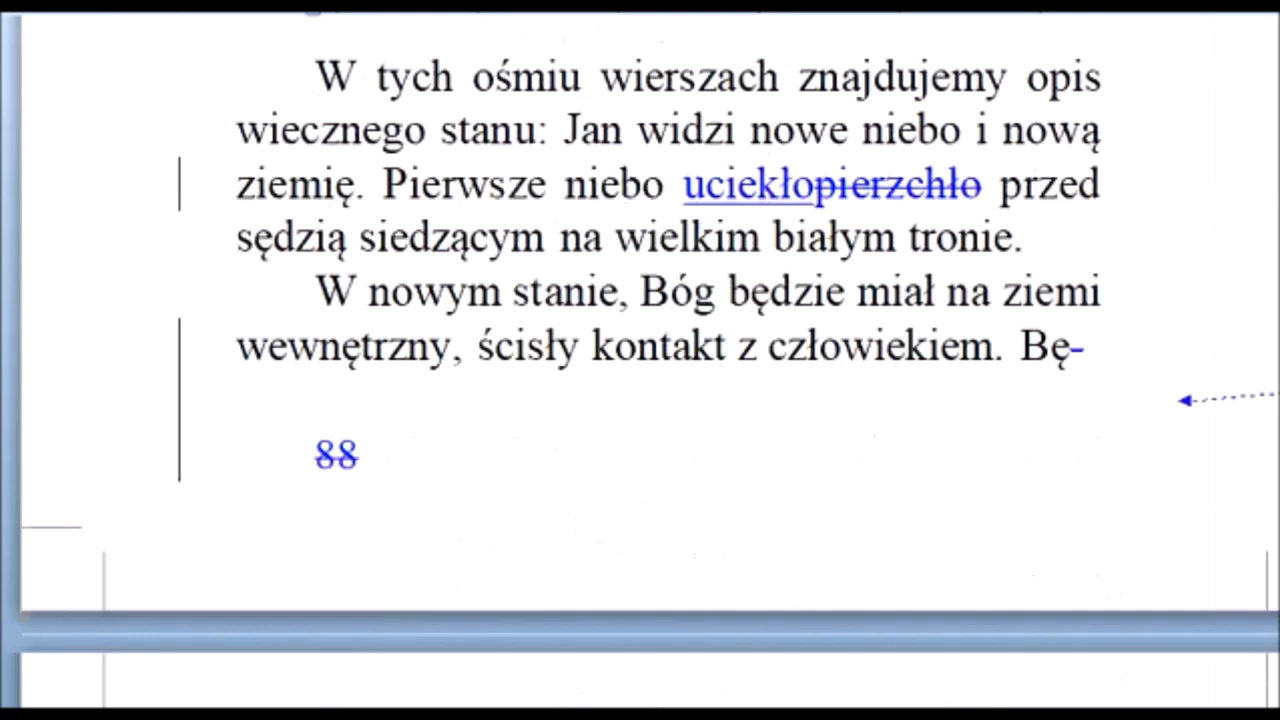 W tych ośmiu wierszach znajdujemy opis
wiecznego stanu: Jan widzi nowe niebo i nową
ziemię. Pierwsze niebo uciekłopierzchło przed
sędzią siedzącym na wielkim białym tronie.
W nowym stanie, Bóg będzie miał na ziemi
wewnętrzny, ścisły kontakt z człowiekiem. Bę-
88